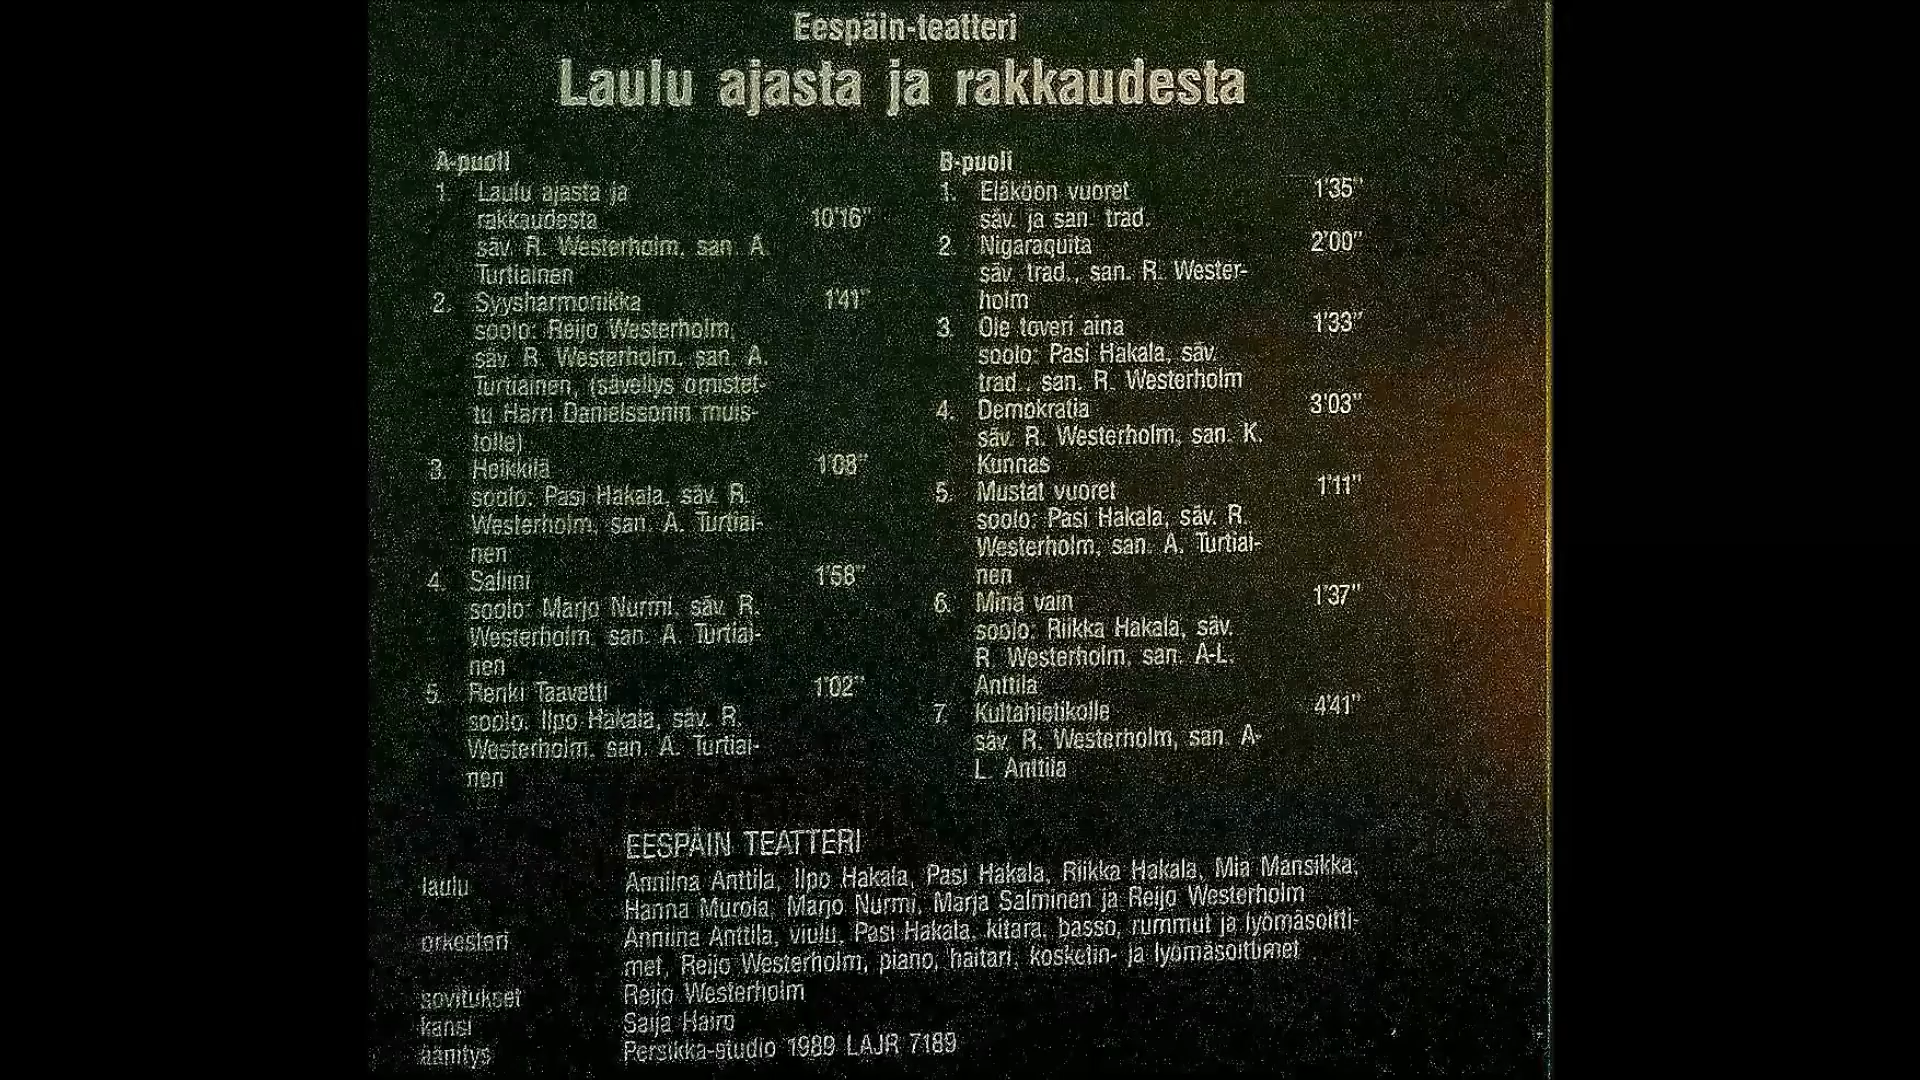 Eespäin-teatteri
Laulu ajasta ja rakkaudesta
A-puoli
1. Laulu ajasta ja
rakkaudesta 10'16"
säv. R. Westerholm, san. A.
Turtiainen
2. Syysharmonikka 1'41"
soolo: Reijo Westerholm,
säv. R. Westerholm, san. A.
Turtiainen, (sävellys omistet-
tu Harri Danielssonin muis-
tolle)
3. Heikkilä 1'08"
soolo: Pasi Hakala, säv. R.
Westerholm, san. A. Turtiai-
nen
4. Sallini 1'58"
soolo: Marjo Nurmi, säv. R.
Westerholm, san. A. Turtiai-
nen
5. Renki Taavetti 1'02"
soolo: Ilpo Hakala, säv. R.
Westerholm, san. A. Turtiai-
nen
B-puoli
1. Eläköön vuoret 1'35"
säv. ja san. trad.
2. Nigaraquita 2'00"
säv. trad., san. R. Wester-
holm
3. Ole toveri aina 1'33"
soolo: Pasi Hakala, säv.
trad., san. R. Westerholm
4. Demokratia 3'03"
säv. R. Westerholm, san. K.
Kunnas
5. Mustat vuoret 1'11"
soolo: Pasi Hakala, säv. R.
Westerholm, san. A. Turtiai-
nen
6. Minä vain 1'37"
soolo: Riikka Hakala, säv.
R. Westerholm, san. A-L.
Anttila
7. Kultahietikolle 4'41"
säv. R. Westerholm, san. A-
L. Anttila
EESPÄIN TEATTERI
laulu Anniina Anttila, Ilpo Hakala, Pasi Hakala, Riikka Hakala, Mia Mansikka,
Hanna Murola, Marjo Nurmi, Marja Salminen ja Reijo Westerholm
orkesteri Anniina Anttila, viulu, Pasi Hakala, kitara, basso, rummut ja lyömäsoitti-
met, Reijo Westerholm, piano, haitari, kosketin- ja lyömäsoittimet
sovitukset Reijo Westerholm
kansi Saija Hairo
äänitys Persikka-studio 1989 LAJR 7189